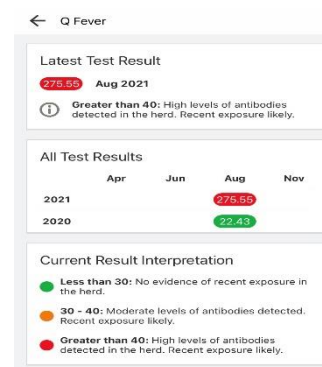 Q Fever
Latest Test Result
275.55 Aug 2021
Greater than 40: High levels of antibodies
detected in the herd. Recent exposure likely.
All Test Results
Apr Jun Aug Nov
2021 275.55
2020 22.43
Current Result Interpretation
Less than 30: No evidence of recent exposure in
the herd.
30 - 40: Moderate levels of antibodies detected.
Recent exposure likely.
Greater than 40: High levels of antibodies
detected in the herd. Recent exposure likely.